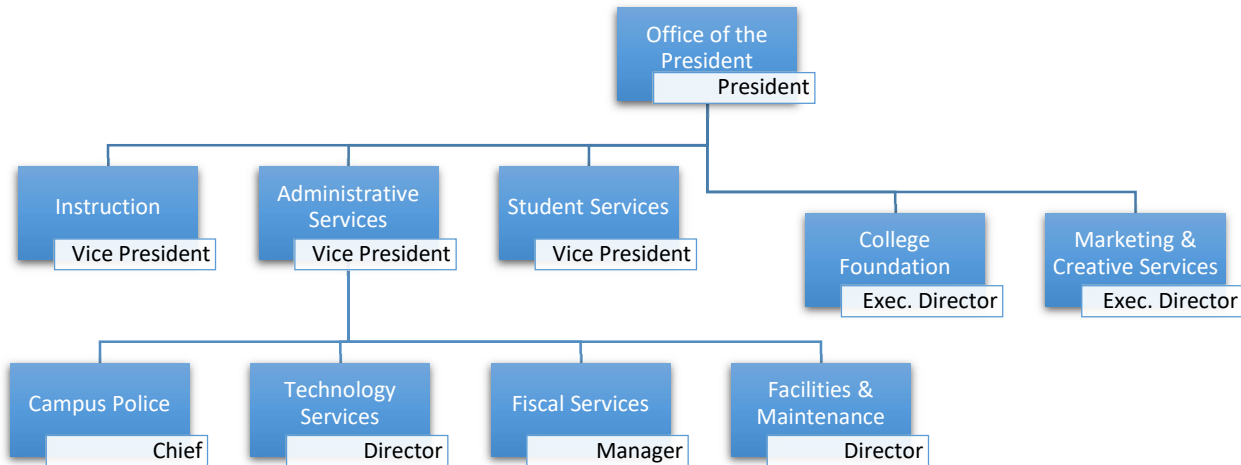 Office of the
President
President
Instruction
Vice President
Administrative
Services
Vice President
Student Services
Vice President
College
Foundation
Exec. Director
Marketing &
Creative Services
Exec. Director
Campus Police
Chief
Technology
Services
Director
Fiscal Services
Manager
Facilities &
Maintenance
Director